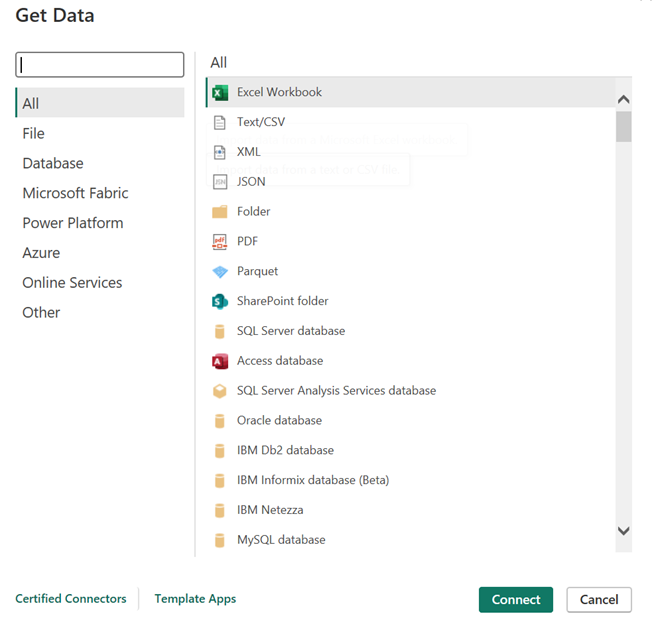 Get Data
All
File
Database
Microsoft Fabric
Power Platform
Azure
Online Services
Other
All
Excel Workbook
Text/CSV
XML
JSON
Folder
PDF
Parquet
SharePoint folder
SQL Server database
Access database
SQL Server Analysis Services database
Oracle database
IBM Db2 database
IBM Informix database (Beta)
IBM Netezza
MySQL database
Certified Connectors
Template Apps
Connect
Cancel